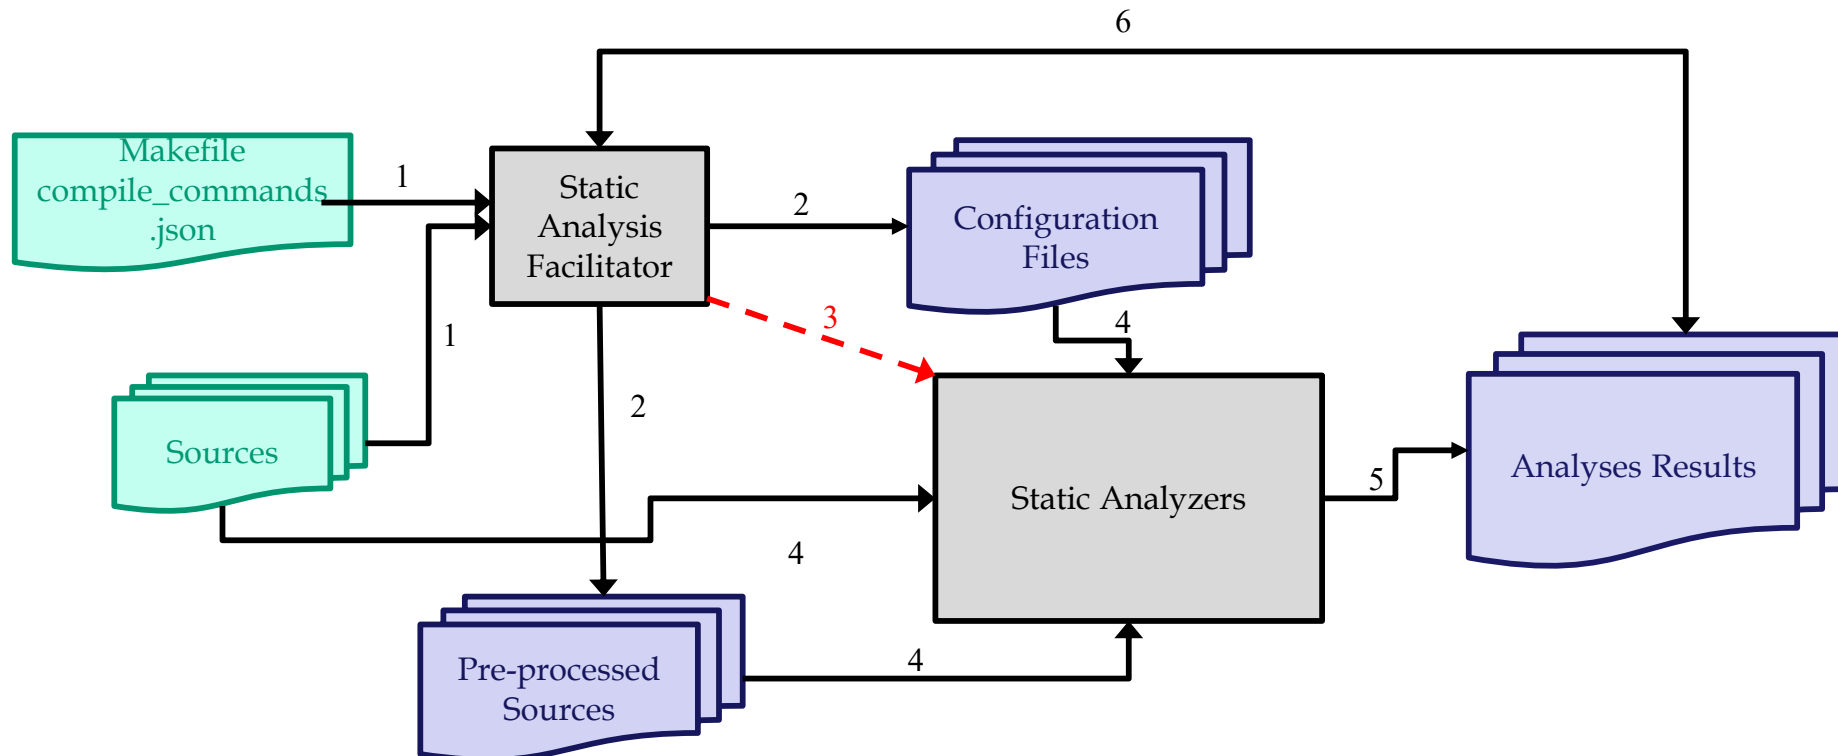 6
Makefile
compile_commands
.json
1
Static
Analysis
Facilitator
2
Configuration
Files
1
3
4
2
Sources
Static Analyzers
5
Analyses Results
4
Pre-processed
Sources
4